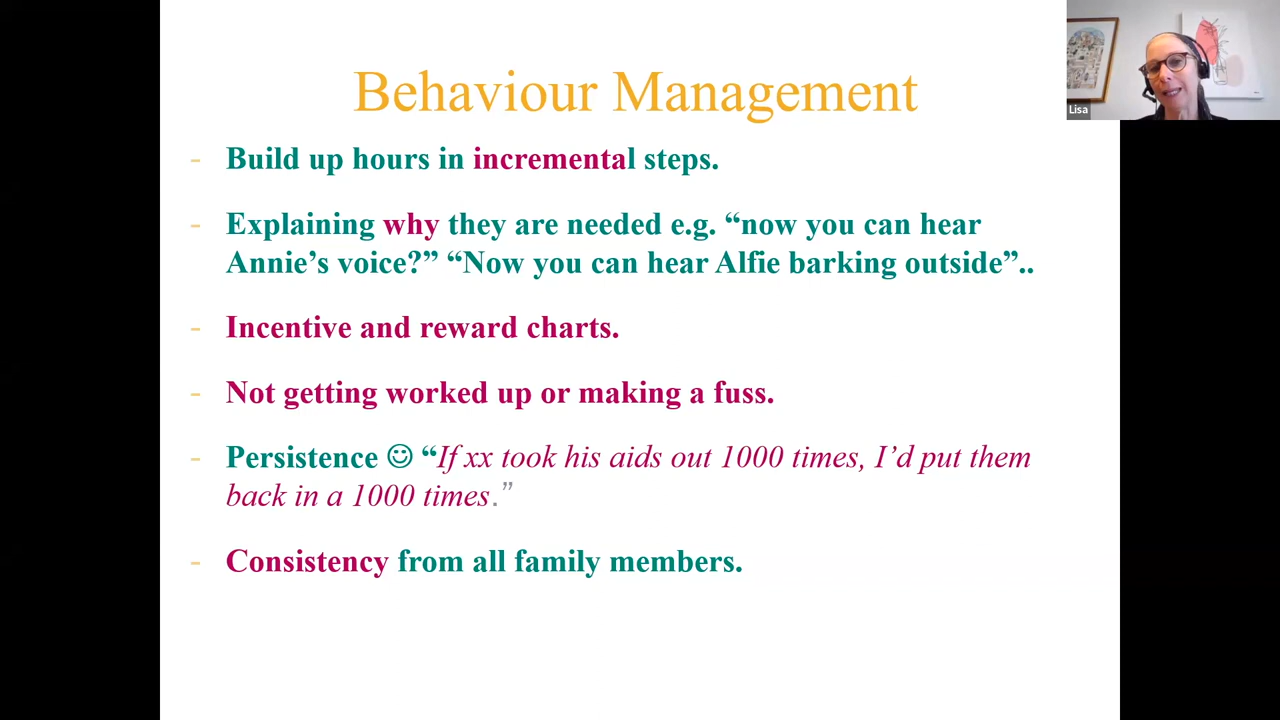 Behaviour Management
Lisa
- Build up hours in incremental steps.
- Explaining why they are needed e.g. “now you can hear
Annie’s voice?” “Now you can hear Alfie barking outside”..
- Incentive and reward charts.
- Not getting worked up or making a fuss.
- Persistence ☺ “If xx took his aids out 1000 times, I’d put them
back in a 1000 times.”
- Consistency from all family members.